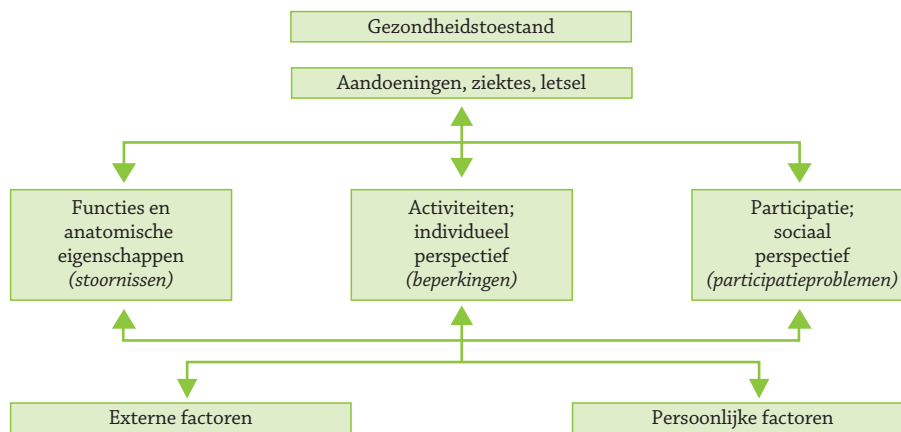 Gezondheidstoestand
Aandoeningen, ziektes, letsel
Functies en
anatomische
eigenschappen
(stoornissen)
Activiteiten;
individueel
perspectief
(beperkingen)
Participatie;
sociaal
perspectief
(participatieproblemen)
Externe factoren
Persoonlijke factoren